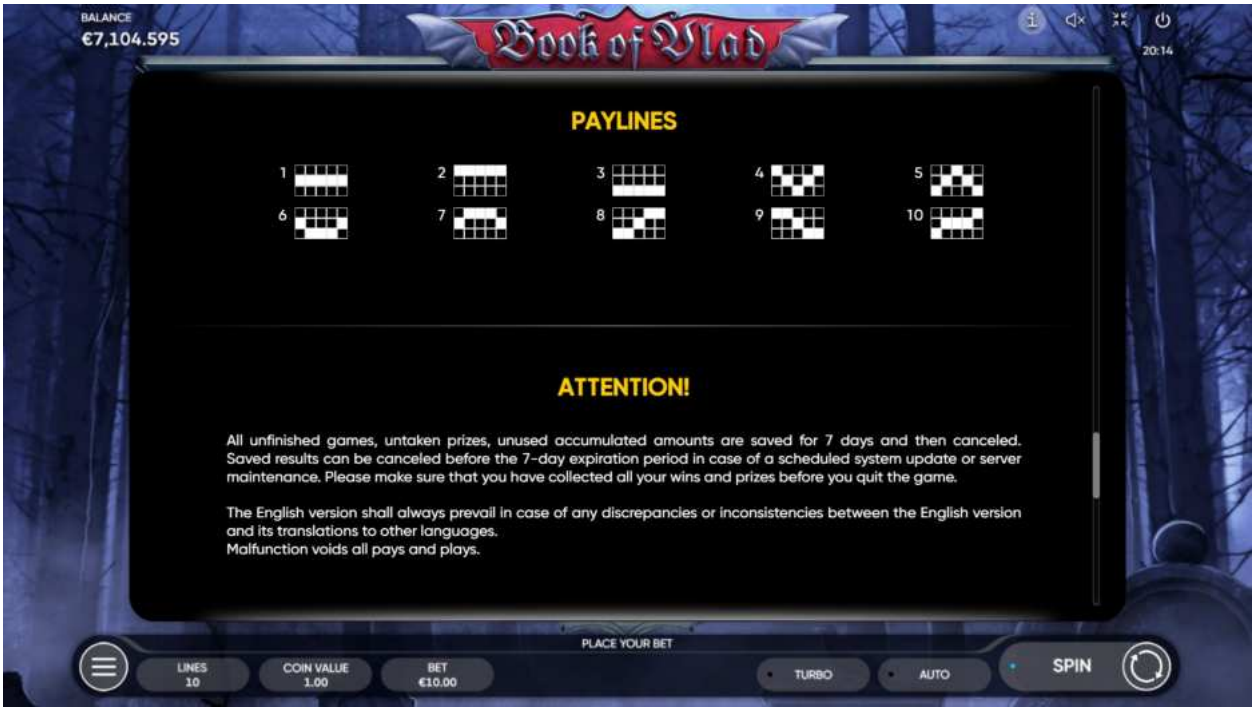 BALANCE
€7,104.595
Book of Vlad
20:14
PAYLINES
1 2 3 4 5
6 7 8 9 10
ATTENTION!
All unfinished games, untaken prizes, unused accumulated amounts are saved for 7 days and then canceled.
Saved results can be canceled before the 7-day expiration period in case of a scheduled system update or server
maintenance. Please make sure that you have collected all your wins and prizes before you quit the game.
The English version shall always prevail in case of any discrepancies or inconsistencies between the English version
and its translations to other languages.
Malfunction voids all pays and plays.
PLACE YOUR BET
LINES
10
COIN VALUE
1.00
BET
€10.00
TURBO
AUTO
SPIN